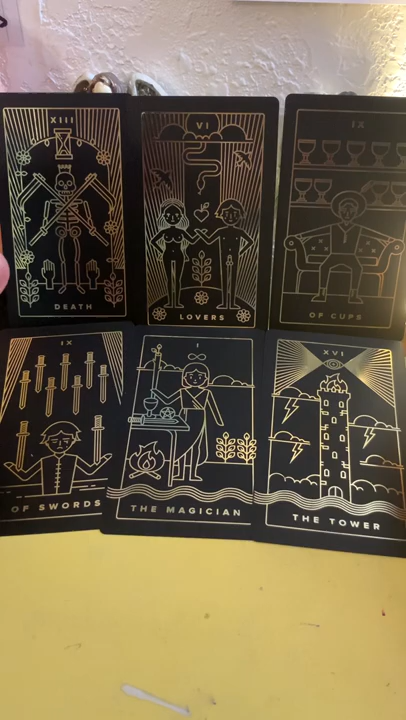 XIII
DEATH
VI
LOVERS
IX
OF CUPS
IX
OF SWORDS
I
THE MAGICIAN
XVI
THE TOWER